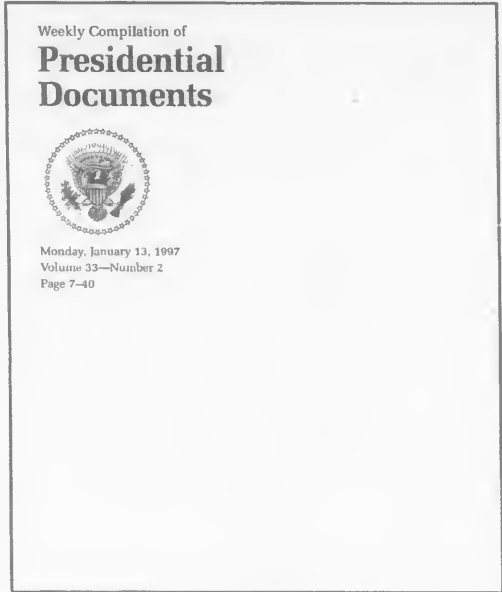 Weekly Compilation of
Presidential
Documents
Monday, January 13, 1997
Volume 33—Number 2
Page 7–40